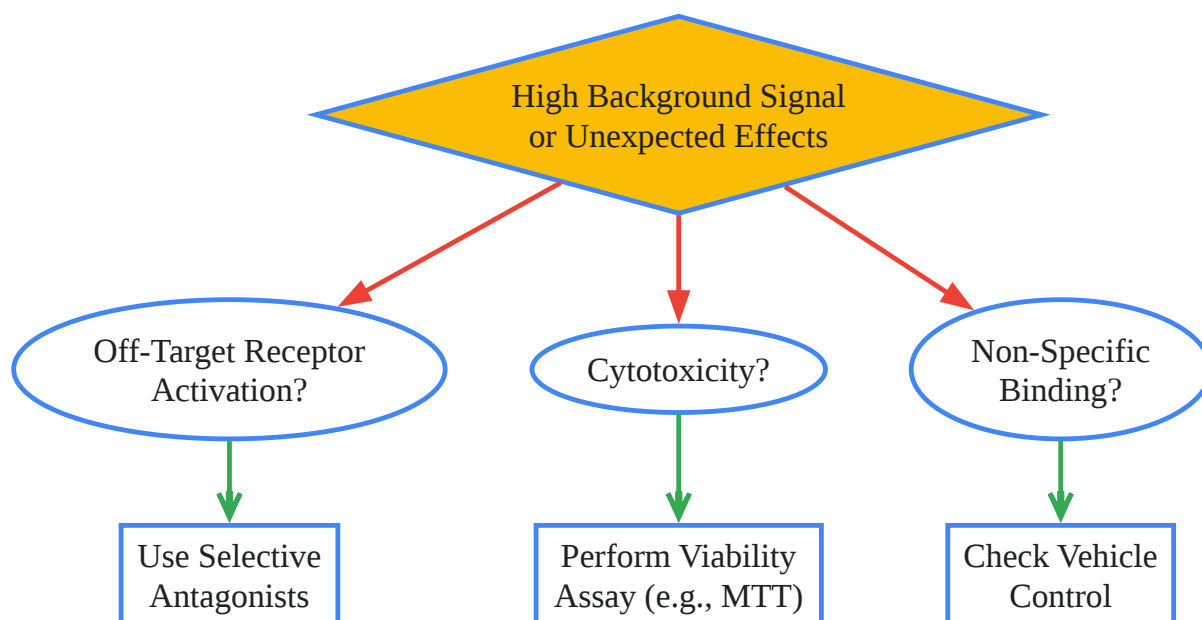 High Background Signal
or Unexpected Effects
Off-Target Receptor
Activation?
Cytotoxicity?
Non-Specific
Binding?
Use Selective
Antagonists
Perform Viability
Assay (e.g., MTT)
Check Vehicle
Control